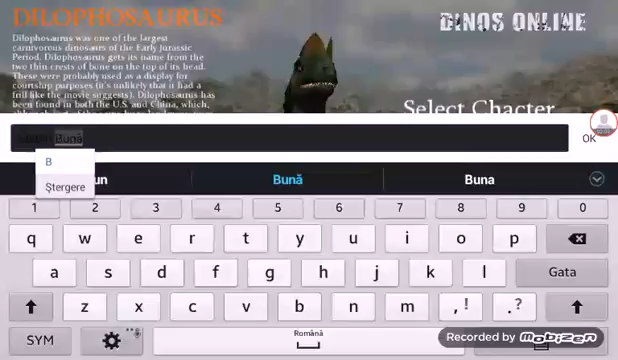 DILOPHOSAURUS
DINOS ONLINE
Dilophosaurus was one of the largest
carnivorous dinosaurs of the Early Jurassic
Period. Dilophosaurus gets its name from the
two thin crests of bone on the top of its head.
These were probably used as a display for
courtship purposes (it's unlikely that it had a
frill like the movie suggests). Dilophosaurus has
been found in both the U.S. and China, which,
Select Chacter
Bună
OK
B
Ștergere
un
Bună
Buna
1 2 3 4 5 6 7 8 9 0
q w e r t y u i o p
a s d f g h j k l Gata
z x c v b n m ,! .?
SYM
Română
Recorded by Mobizen